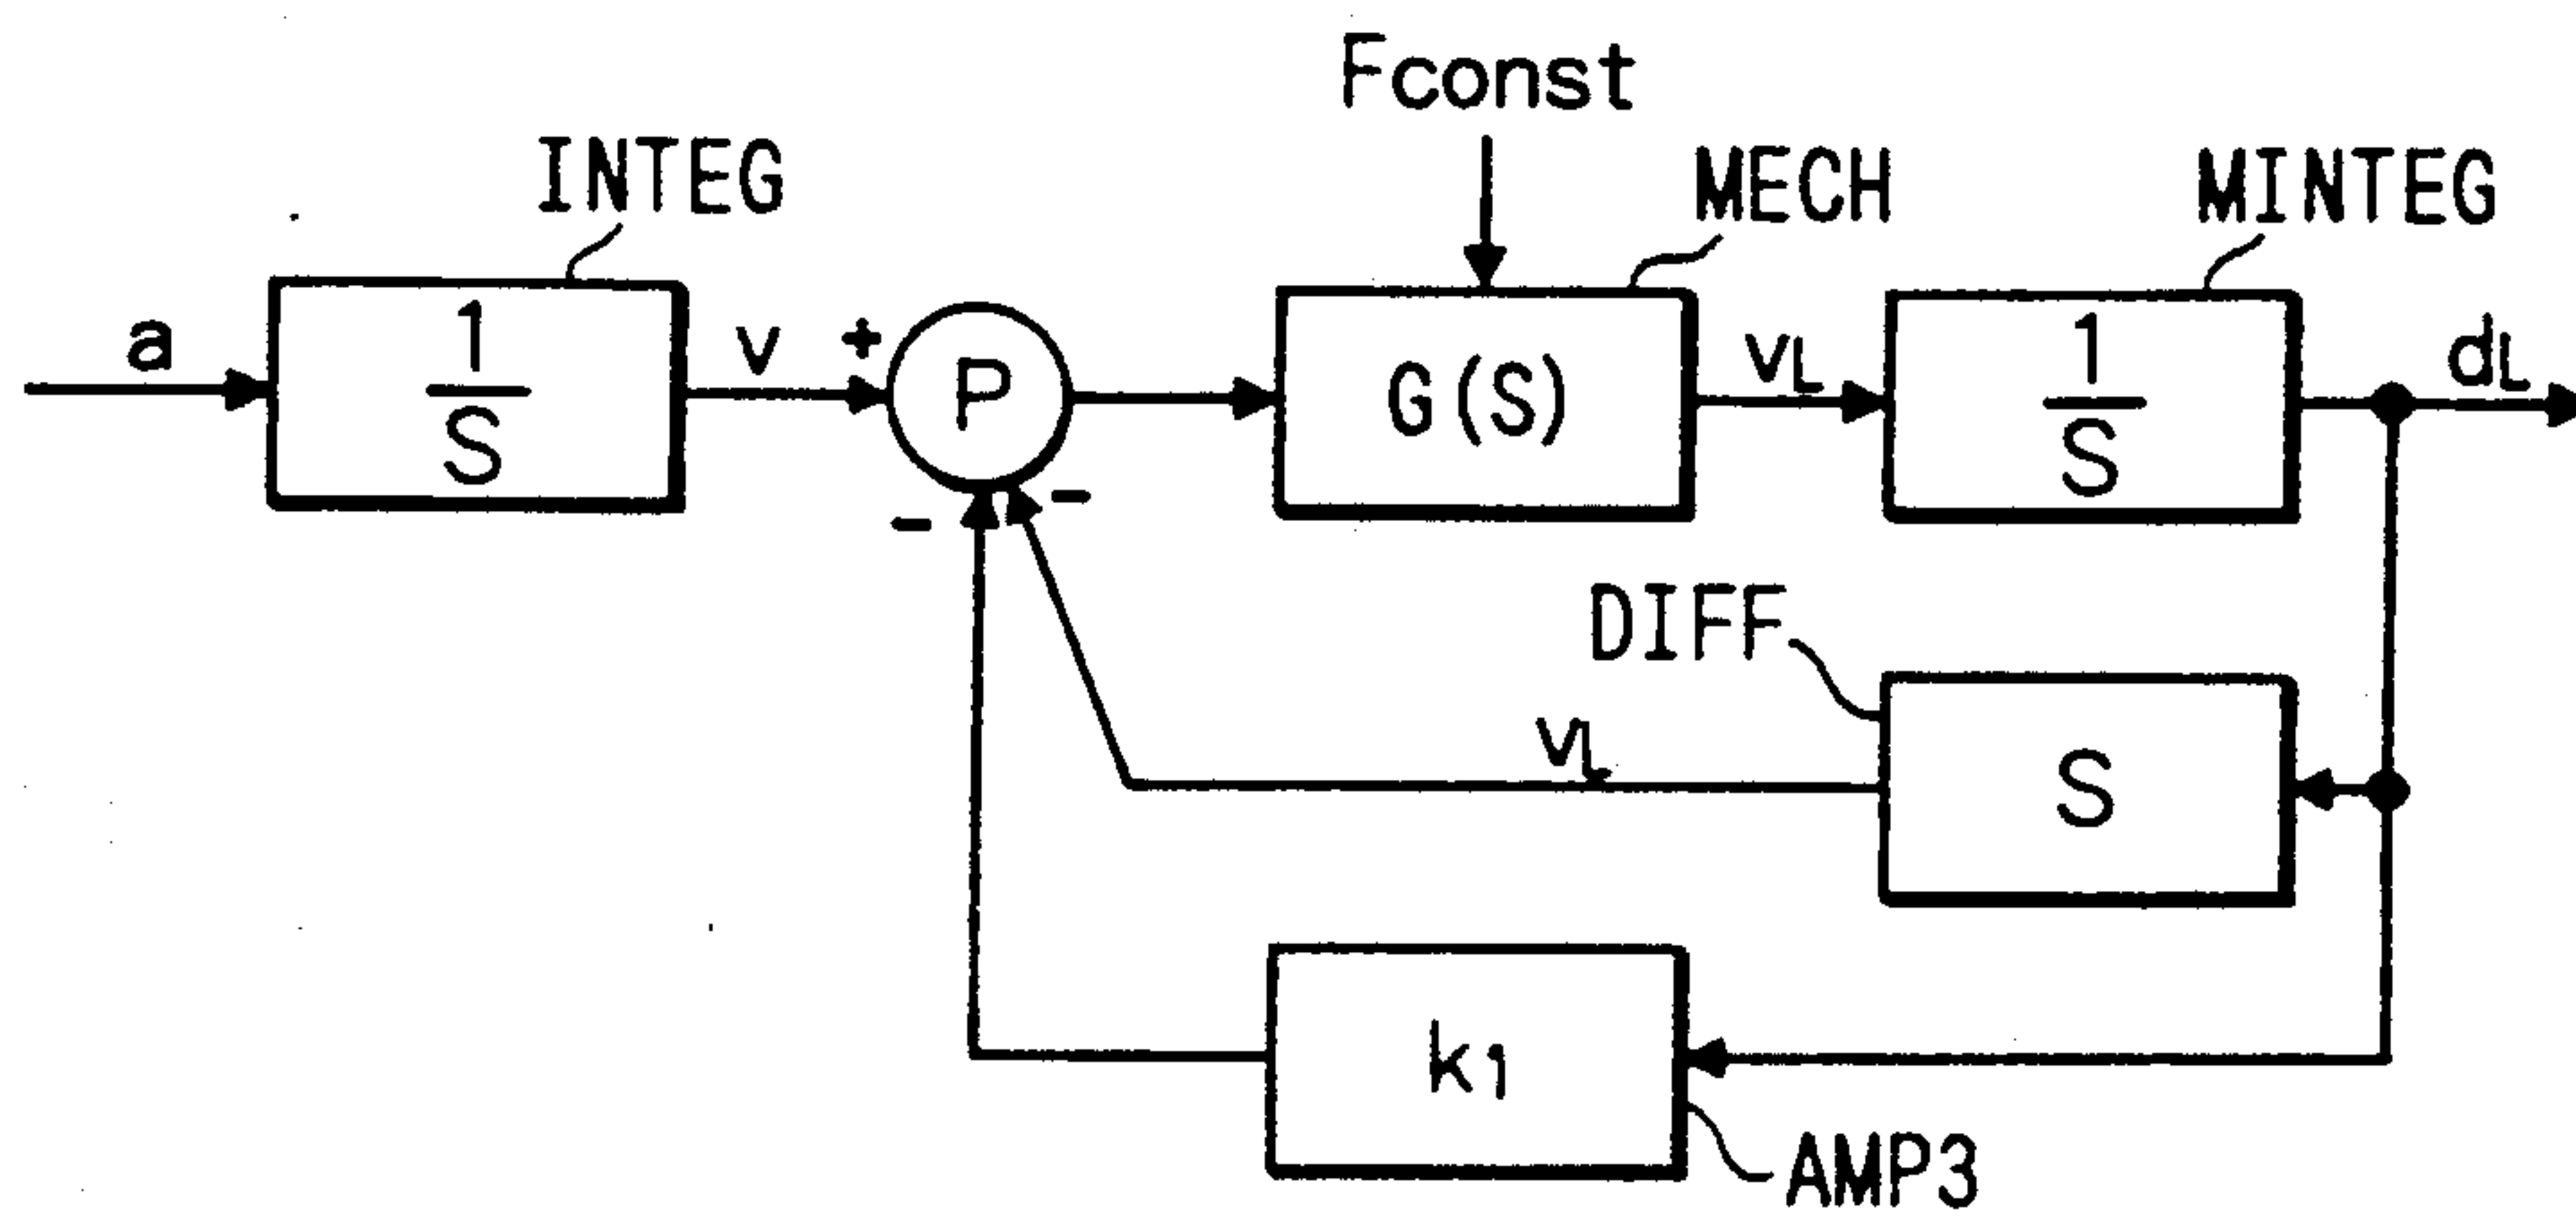 Fconst
INTEG
MECH
MINTEG
a
1
S
v
+
P
G(S)
vL
1
S
dL
-
-
DIFF
vL
S
k1
AMP3